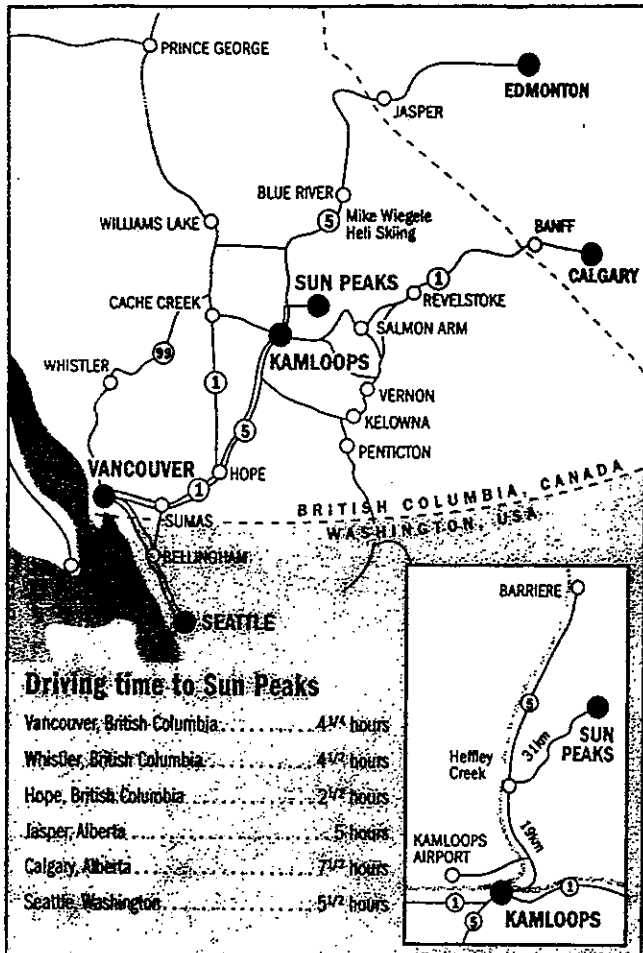 PRINCE GEORGE
EDMONTON
JASPER
BLUE RIVER
5
Mike Wiegele
Heli Skiing
WILLIAMS LAKE
BANFF
CALGARY
SUN PEAKS
1
REVELSTOKE
CACHE CREEK
SALMON ARM
KAMLOOPS
99
WHISTLER
1
VERNON
5
KELOWNA
PENTICTON
VANCOUVER
1
HOPE
SUMAS
BRITISH COLUMBIA, CANADA
WASHINGTON, USA
BELLINGHAM
SEATTLE
Driving time to Sun Peaks
Vancouver, British Columbia 4 1/4 hours
Whistler, British Columbia 4 1/2 hours
Hope, British Columbia 2 1/2 hours
Jasper, Alberta 5 hours
Calgary, Alberta 7 1/2 hours
Seattle, Washington 5 1/2 hours
BARRIERE
5
SUN
PEAKS
31km
Heffley
Creek
19km
KAMLOOPS
AIRPORT
1
1
5
KAMLOOPS